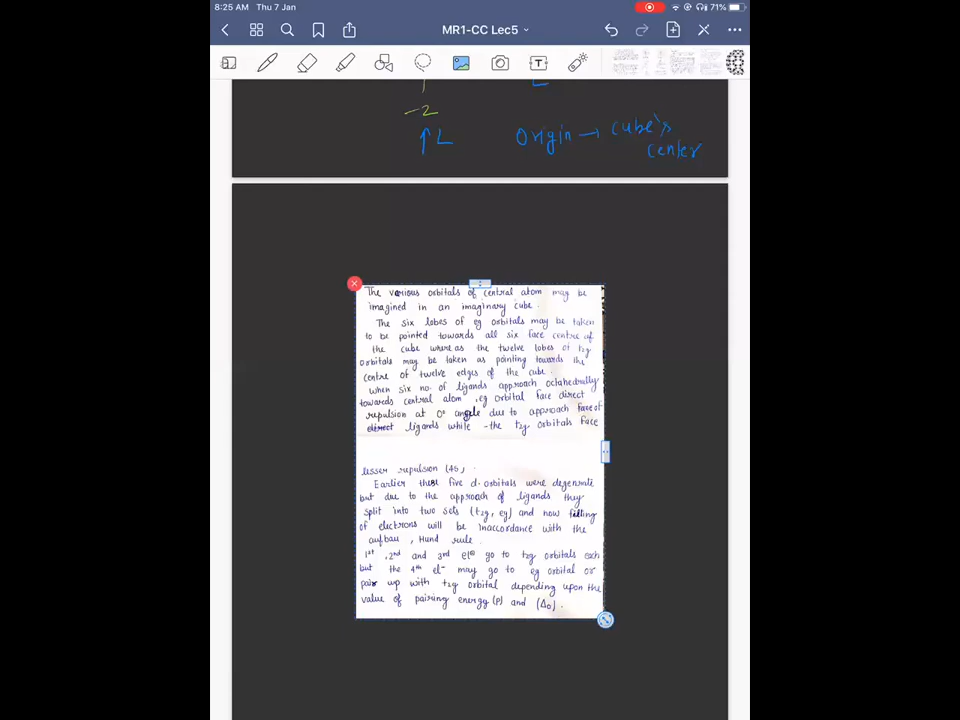 8:25 AM Thu 7 Jan
71%
MR1-CC Lec5
-2
L
Origin → cube's
center
The various orbitals of central atom may be
imagined in an imaginary cube.
The six lobes of eg orbitals may be taken
to be pointed towards all six face centre of
the cube where as the twelve lobes of t2g
orbitals may be taken as pointing towards the
centre of twelve edges of the cube
when six no. of ligands approach octahedrally
towards central atom, eg orbital face direct
repulsion at 0° angle due to approach face of
direct ligands while - the t2g orbitals face
lesser repulsion (45,
Earlier these five d-orbitals were degenerate
but due to the approach of ligands they
split into two sets (t2g, eg) and now filling
of electrons will be inaccordance with the
aufbau, Hund rule.
1st, 2nd and 3rd el⊖ go to t2g orbitals each
but the 4th el⁻ may go to eg orbital or
pair up with t2g orbital depending upon the
value of pairing energy (P) and (Δ₀).